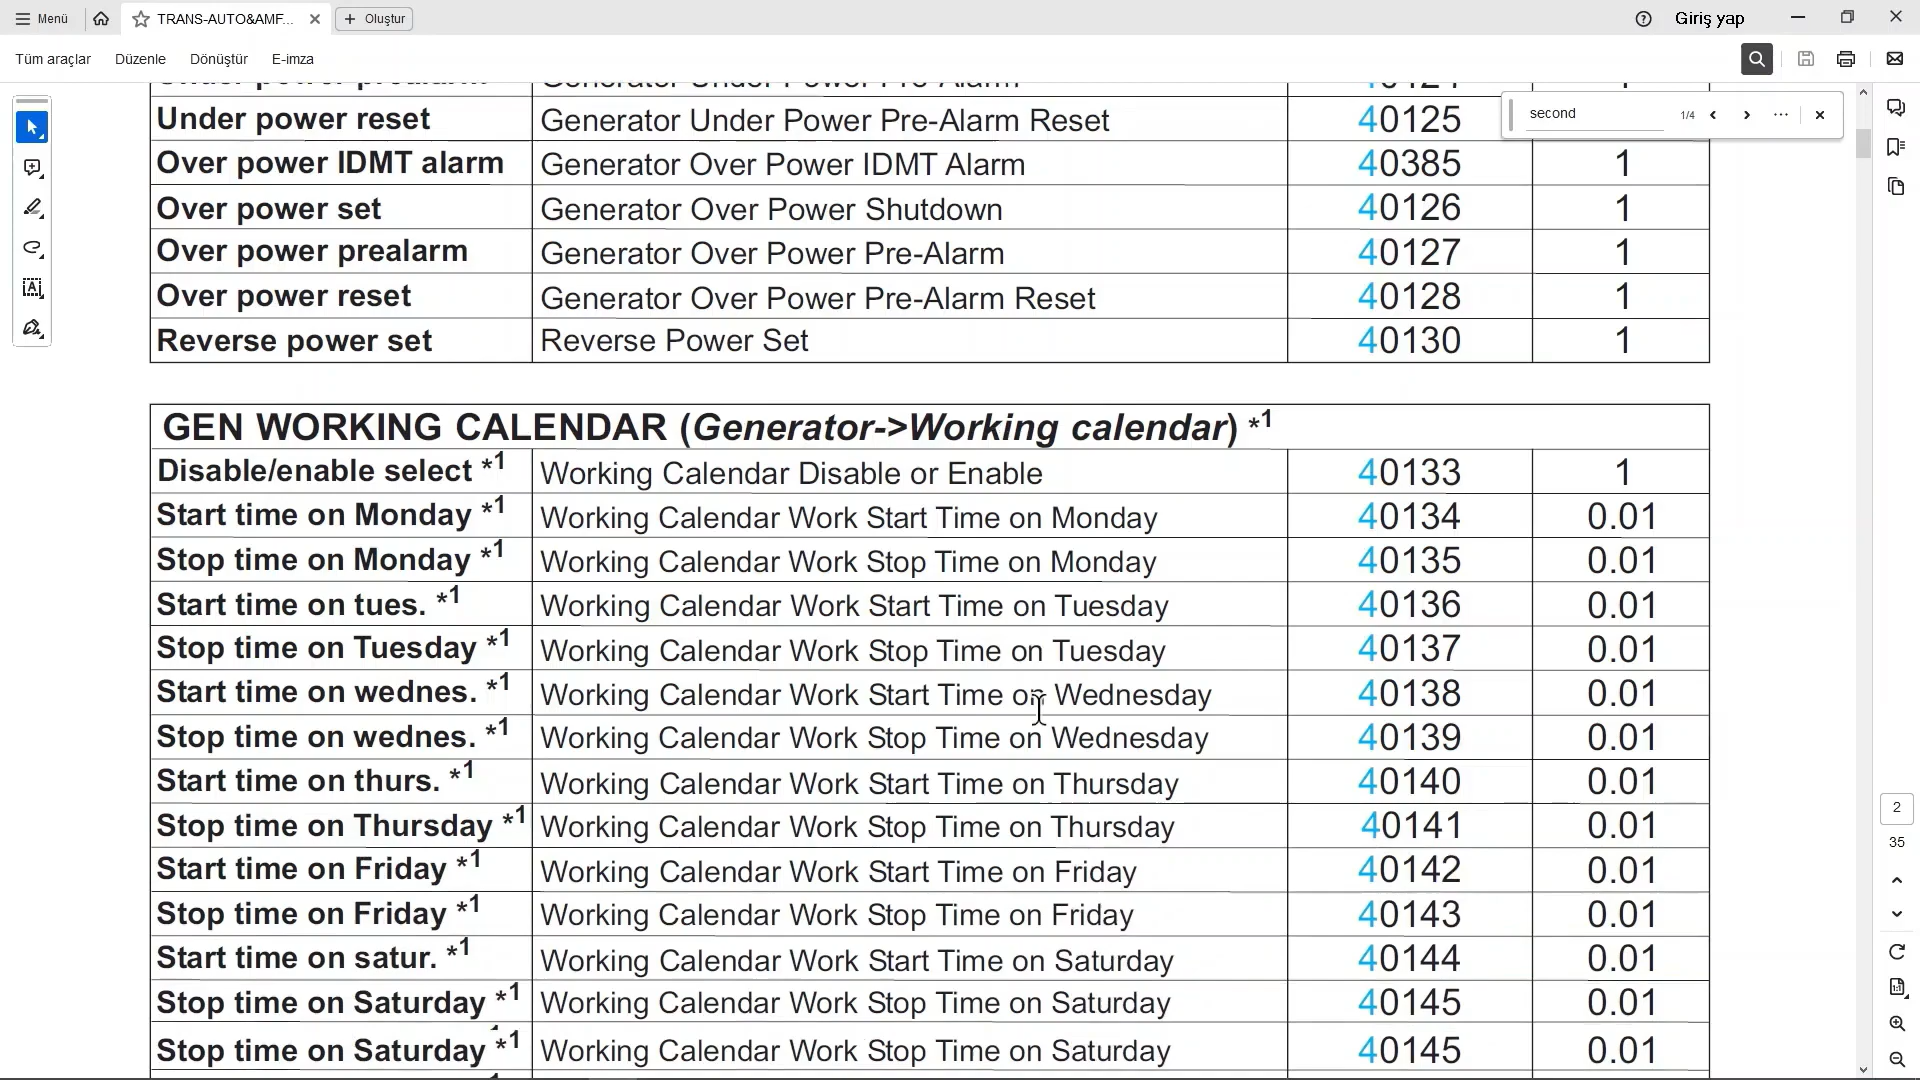 Menü TRANS-AUTO&AMF... Oluştur Giriş yap
Tüm araçlar Düzenle Dönüştür E-imza
second 1/4
Under power reset Generator Under Power Pre-Alarm Reset 40125
Over power IDMT alarm Generator Over Power IDMT Alarm 40385 1
Over power set Generator Over Power Shutdown 40126 1
Over power prealarm Generator Over Power Pre-Alarm 40127 1
Over power reset Generator Over Power Pre-Alarm Reset 40128 1
Reverse power set Reverse Power Set 40130 1
GEN WORKING CALENDAR (Generator->Working calendar) *1
Disable/enable select *1 Working Calendar Disable or Enable 40133 1
Start time on Monday *1 Working Calendar Work Start Time on Monday 40134 0.01
Stop time on Monday *1 Working Calendar Work Stop Time on Monday 40135 0.01
Start time on tues. *1 Working Calendar Work Start Time on Tuesday 40136 0.01
Stop time on Tuesday *1 Working Calendar Work Stop Time on Tuesday 40137 0.01
Start time on wednes. *1 Working Calendar Work Start Time on Wednesday 40138 0.01
Stop time on wednes. *1 Working Calendar Work Stop Time on Wednesday 40139 0.01
Start time on thurs. *1 Working Calendar Work Start Time on Thursday 40140 0.01
Stop time on Thursday *1 Working Calendar Work Stop Time on Thursday 40141 0.01
Start time on Friday *1 Working Calendar Work Start Time on Friday 40142 0.01
Stop time on Friday *1 Working Calendar Work Stop Time on Friday 40143 0.01
Start time on satur. *1 Working Calendar Work Start Time on Saturday 40144 0.01
Stop time on Saturday *1 Working Calendar Work Stop Time on Saturday 40145 0.01
Stop time on Saturday *1 Working Calendar Work Stop Time on Saturday 40145 0.01
2
35